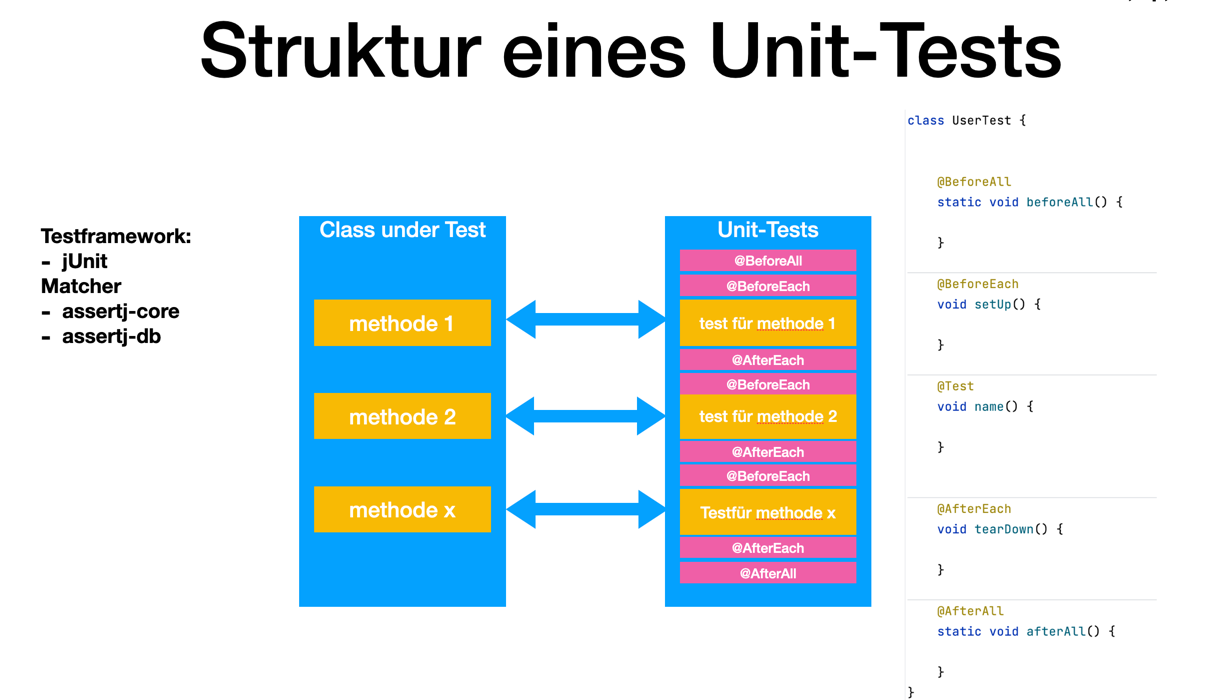 Struktur eines Unit-Tests
Testframework:
- jUnit
Matcher
- assertj-core
- assertj-db
Class under Test
methode 1
methode 2
methode x
Unit-Tests
@BeforeAll
@BeforeEach
test für methode 1
@AfterEach
@BeforeEach
test für methode 2
@AfterEach
@BeforeEach
Testfür methode x
@AfterEach
@AfterAll
class UserTest {
@BeforeAll
static void beforeAll() {
}
@BeforeEach
void setUp() {
}
@Test
void name() {
}
@AfterEach
void tearDown() {
}
@AfterAll
static void afterAll() {
}
}